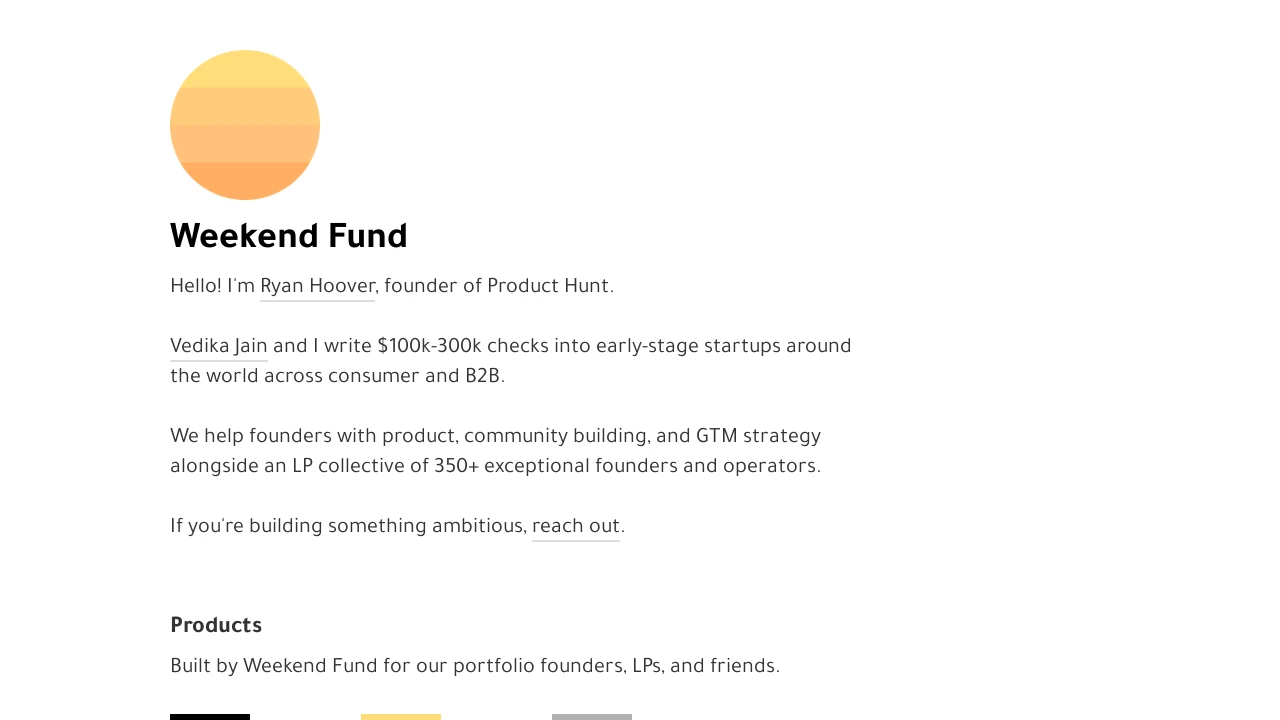 Weekend Fund
Hello! I'm Ryan Hoover, founder of Product Hunt.
Vedika Jain and I write $100k-300k checks into early-stage startups around
the world across consumer and B2B.
We help founders with product, community building, and GTM strategy
alongside an LP collective of 350+ exceptional founders and operators.
If you're building something ambitious, reach out.
Products
Built by Weekend Fund for our portfolio founders, LPs, and friends.